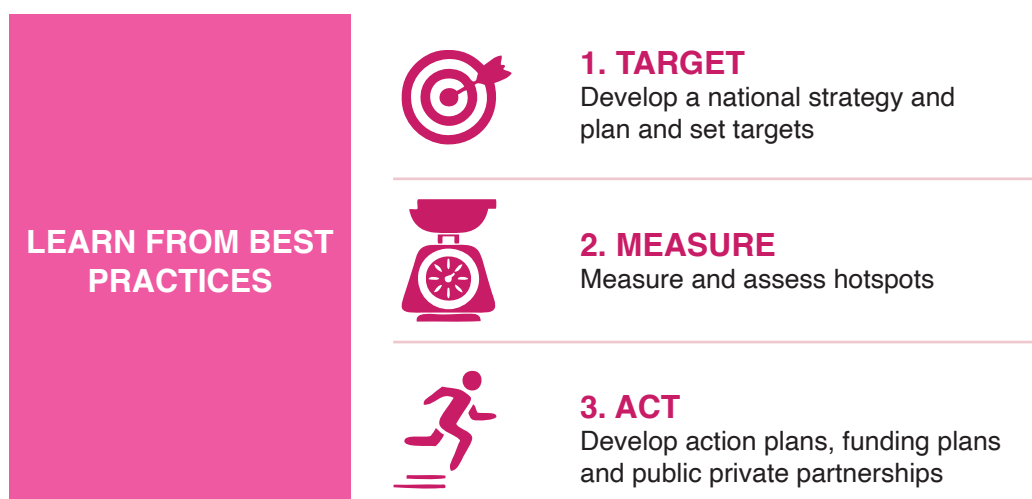 LEARN FROM BEST
PRACTICES
1. TARGET
Develop a national strategy and
plan and set targets
2. MEASURE
Measure and assess hotspots
3. ACT
Develop action plans, funding plans
and public private partnerships